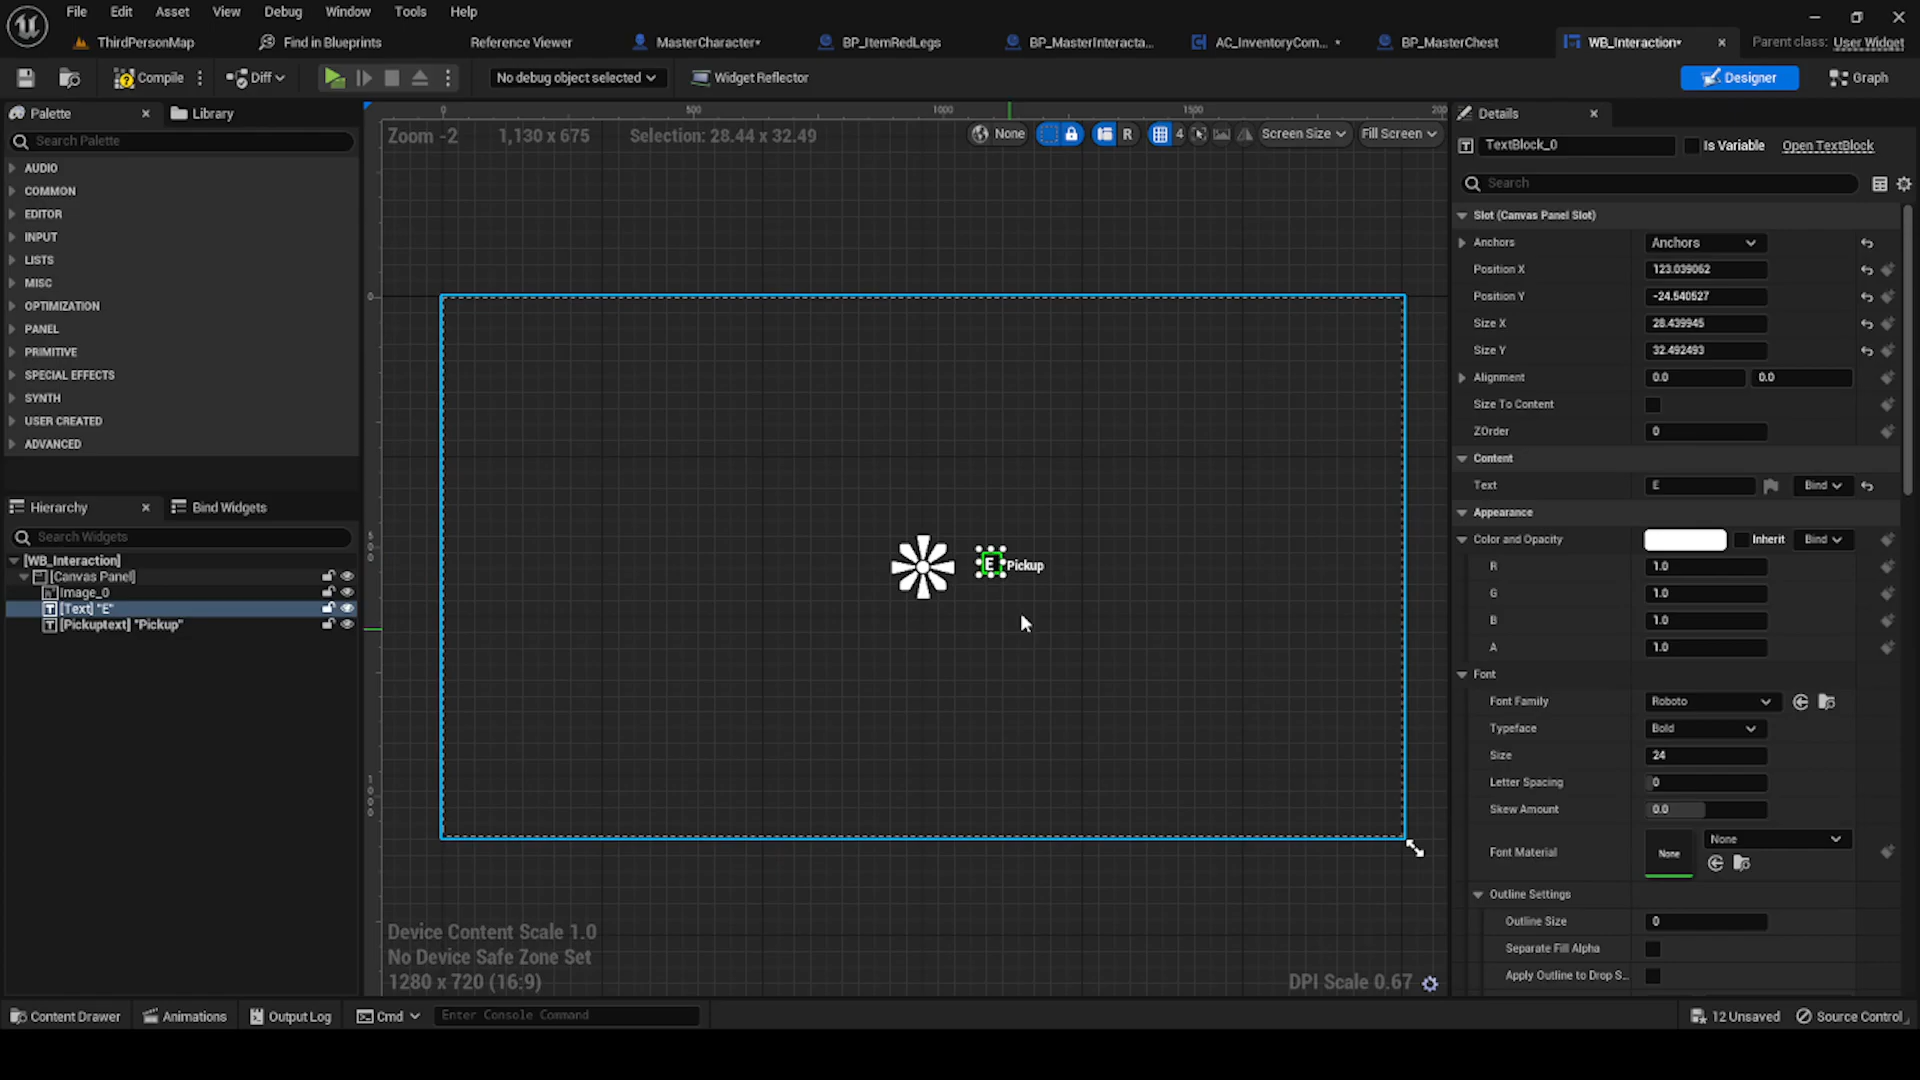 File Edit View Asset Debug Window Tools Help
ThirdPersonMap Find in Blueprints Reference Viewer MasterCharacter* BP_ItemRedLegs BP_MasterInteracta... AC_InventoryCom... * BP_MasterChest WB_Interaction* Parent class: User Widget
Compile Diff No debug object selected Widget Reflector Designer Graph
Palette Library
Search Palette
AUDIO
COMMON
EDITOR
INPUT
LISTS
MISC
OPTIMIZATION
PANEL
PRIMITIVE
SPECIAL EFFECTS
SYNTH
USER CREATED
ADVANCED
Hierarchy Bind Widgets
Search Widgets
[WB_Interaction]
[Canvas Panel]
Image_0
[Text] "E"
[Pickuptext] "Pickup"
0 500 1000 1500 200
Zoom -2 1,130 x 675 Selection: 28.44 x 32.49 None R 4 Screen Size Fill Screen
0
500
1000
E Pickup
Device Content Scale 1.0
No Device Safe Zone Set
1280 x 720 (16:9) DPI Scale 0.67
Details
TextBlock_0 Is Variable Open TextBlock
Search
Slot (Canvas Panel Slot)
Anchors Anchors
Position X 123.039062
Position Y -24.540527
Size X 28.439945
Size Y 32.492493
Alignment 0.0 0.0
Size To Content
ZOrder 0
Content
Text E Bind
Appearance
Color and Opacity Inherit Bind
R 1.0
G 1.0
B 1.0
A 1.0
Font
Font Family Roboto
Typeface Bold
Size 24
Letter Spacing 0
Skew Amount 0.0
Font Material None None
Outline Settings
Outline Size 0
Separate Fill Alpha
Apply Outline to Drop S...
Content Drawer Animations Output Log Cmd Enter Console Command 12 Unsaved Source Control